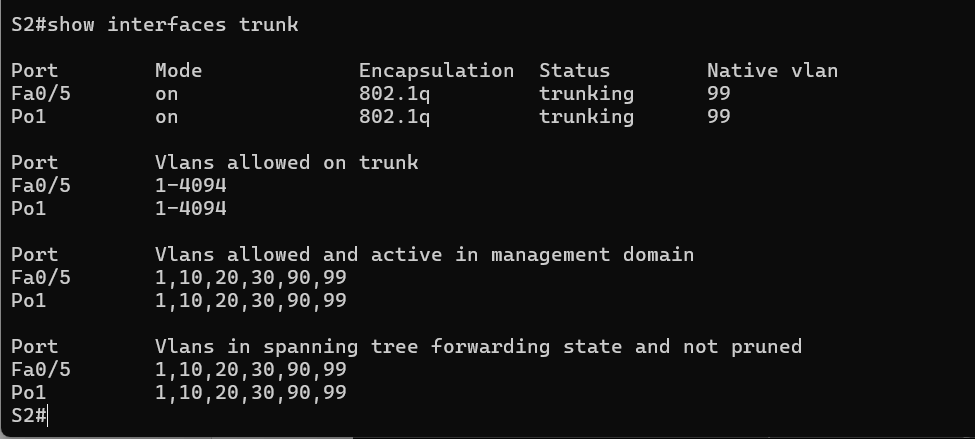 S2#show interfaces trunk
Port Mode Encapsulation Status Native vlan
Fa0/5 on 802.1q trunking 99
Po1 on 802.1q trunking 99
Port Vlans allowed on trunk
Fa0/5 1-4094
Po1 1-4094
Port Vlans allowed and active in management domain
Fa0/5 1,10,20,30,90,99
Po1 1,10,20,30,90,99
Port Vlans in spanning tree forwarding state and not pruned
Fa0/5 1,10,20,30,90,99
Po1 1,10,20,30,90,99
S2#